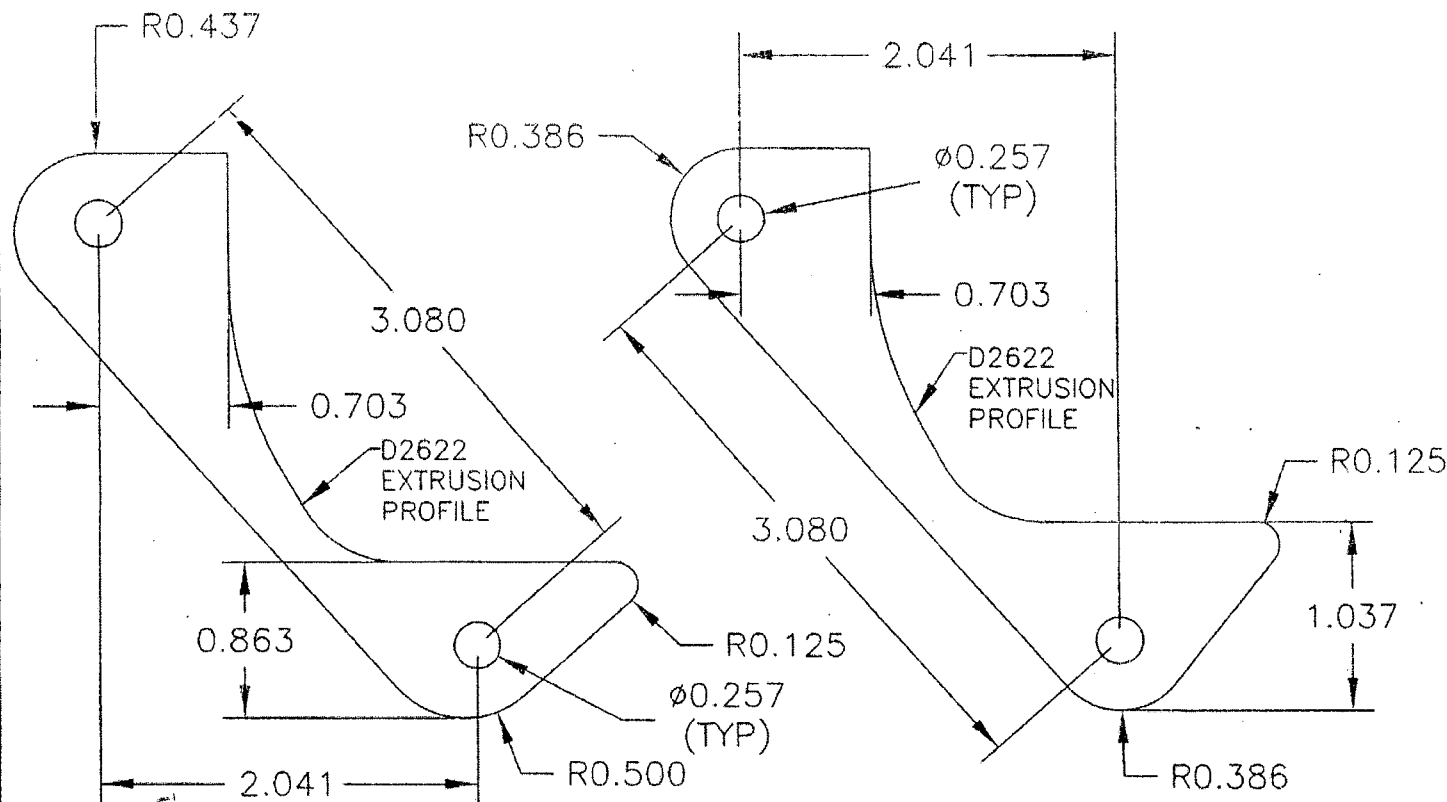 R0.437
3.080
0.703
D2622
EXTRUSION
PROFILE
0.863
R0.125
ø0.257
(TYP)
R0.500
2.041
2.041
R0.386
ø0.257
(TYP)
0.703
D2622
EXTRUSION
PROFILE
3.080
R0.125
1.037
R0.386